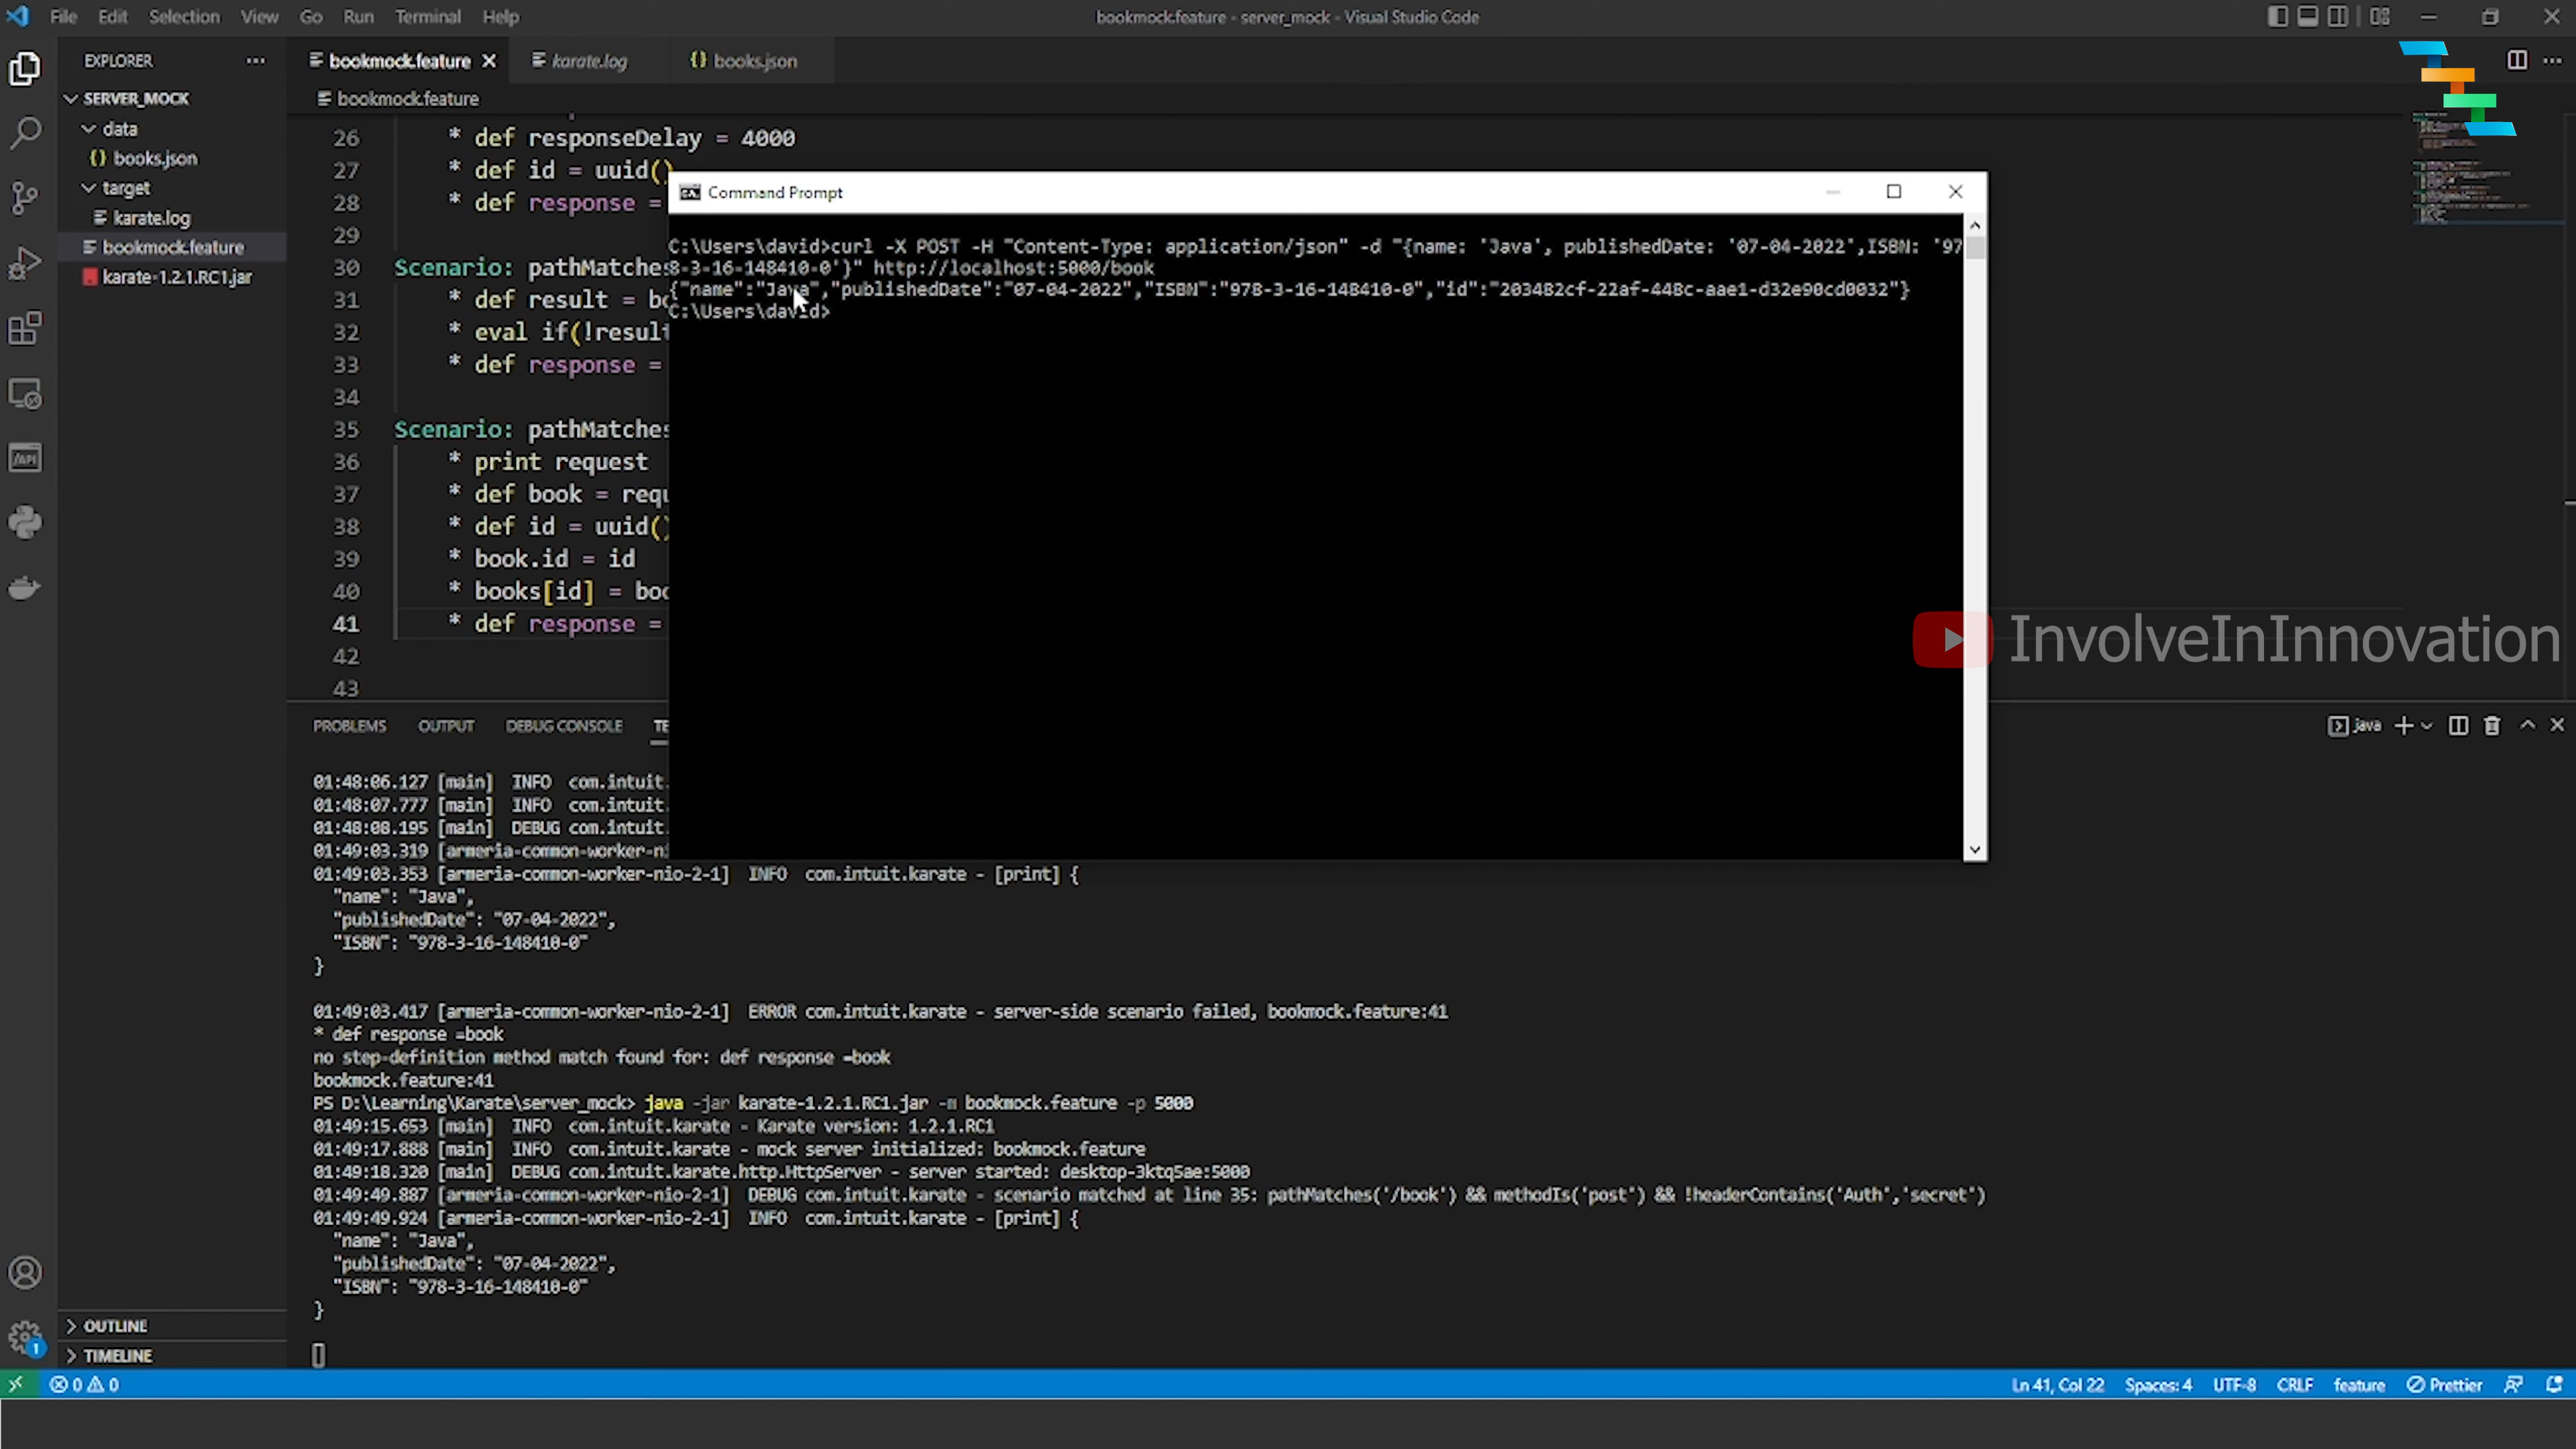 File Edit Selection View Go Run Terminal Help
bookmock.feature - server_mock - Visual Studio Code
EXPLORER
SERVER_MOCK
data
books.json
target
karate.log
bookmock.feature
karate-1.2.1.RC1.jar
OUTLINE
TIMELINE
bookmock.feature karate.log books.json
bookmock.feature
26 * def responseDelay = 4000
27 * def id = uuid()
28 * def response =
29
30 Scenario: pathMatches
31 * def result =
32 * eval if(!result
33 * def response =
34
35 Scenario: pathMatches
36 * print request
37 * def book =
38 * def id = uuid()
39 * book.id = id
40 * books[id] =
41 * def response =
42
43
Command Prompt
C:\Users\david>curl -X POST -H "Content-Type: application/json" -d "{name: 'Java', publishedDate: '07-04-2022',ISBN: '97
8-3-16-148410-0'}" http://localhost:5000/book
{"name":"Java","publishedDate":"07-04-2022","ISBN":"978-3-16-148410-0","id":"203482cf-22af-448c-aae1-d32e90cd0032"}
C:\Users\david>
InvolveInInnovation
PROBLEMS OUTPUT DEBUG CONSOLE
java
01:48:06.127 [main] INFO com.intuit.
01:48:07.777 [main] INFO com.intuit.
01:48:08.195 [main] DEBUG com.intuit.
01:49:03.319 [armeria-common-worker-
01:49:03.353 [armeria-common-worker-nio-2-1] INFO com.intuit.karate - [print] {
"name": "Java",
"publishedDate": "07-04-2022",
"ISBN": "978-3-16-148410-0"
}
01:49:03.417 [armeria-common-worker-nio-2-1] ERROR com.intuit.karate - server-side scenario failed, bookmock.feature:41
* def response =book
no step-definition method match found for: def response =book
bookmock.feature:41
PS D:\Learning\Karate\server_mock> java -jar karate-1.2.1.RC1.jar -m bookmock.feature -p 5000
01:49:15.653 [main] INFO com.intuit.karate - Karate version: 1.2.1.RC1
01:49:17.888 [main] INFO com.intuit.karate - mock server initialized: bookmock.feature
01:49:18.320 [main] DEBUG com.intuit.karate.http.HttpServer - server started: desktop-3ktq5ae:5000
01:49:49.887 [armeria-common-worker-nio-2-1] DEBUG com.intuit.karate - scenario matched at line 35: pathMatches('/book') && methodIs('post') && !headerContains('Auth','secret')
01:49:49.924 [armeria-common-worker-nio-2-1] INFO com.intuit.karate - [print] {
"name": "Java",
"publishedDate": "07-04-2022",
"ISBN": "978-3-16-148410-0"
}
0 0 Ln 41, Col 22 Spaces: 4 UTF-8 CRLF feature Prettier